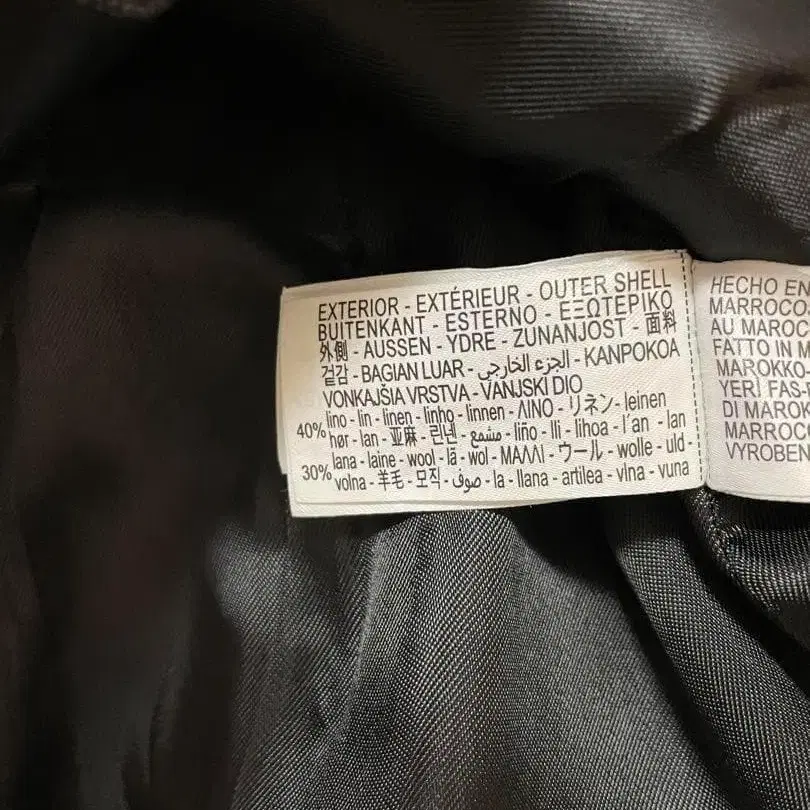 EXTERIOR - EXTÉRIEUR - OUTER SHELL
BUITENKANT - ESTERNO - ΕΞΩΤΕΡΙΚΟ
外側 - AUSSEN - YDRE - ZUNANJOST - 面料
겉감 - BAGIAN LUAR - الجزء الخارجي - KANPOKOA
VONKAJŠIA VRSTVA - VANJSKI DIO
40% lino - lin - linen - linho - linnen - ΛΙΝΟ - リネン - leinen
hør - lan - 亚麻 - 린넨 - مشمع - liño - lli - lihoa - l'an - lan
30% lana - laine - wool - lã - wol - ΜΑΛΛΙ - ウール - wolle - uld -
volna - 羊毛 - 모직 - صوف - la - llana - artilea - vlna - vuna
HECHO EN
MARROCO
AU MAROC
FATTO IN M
MAROKKO-
YERİ FAS-
DI MAROK
MARROC
VYROBEN